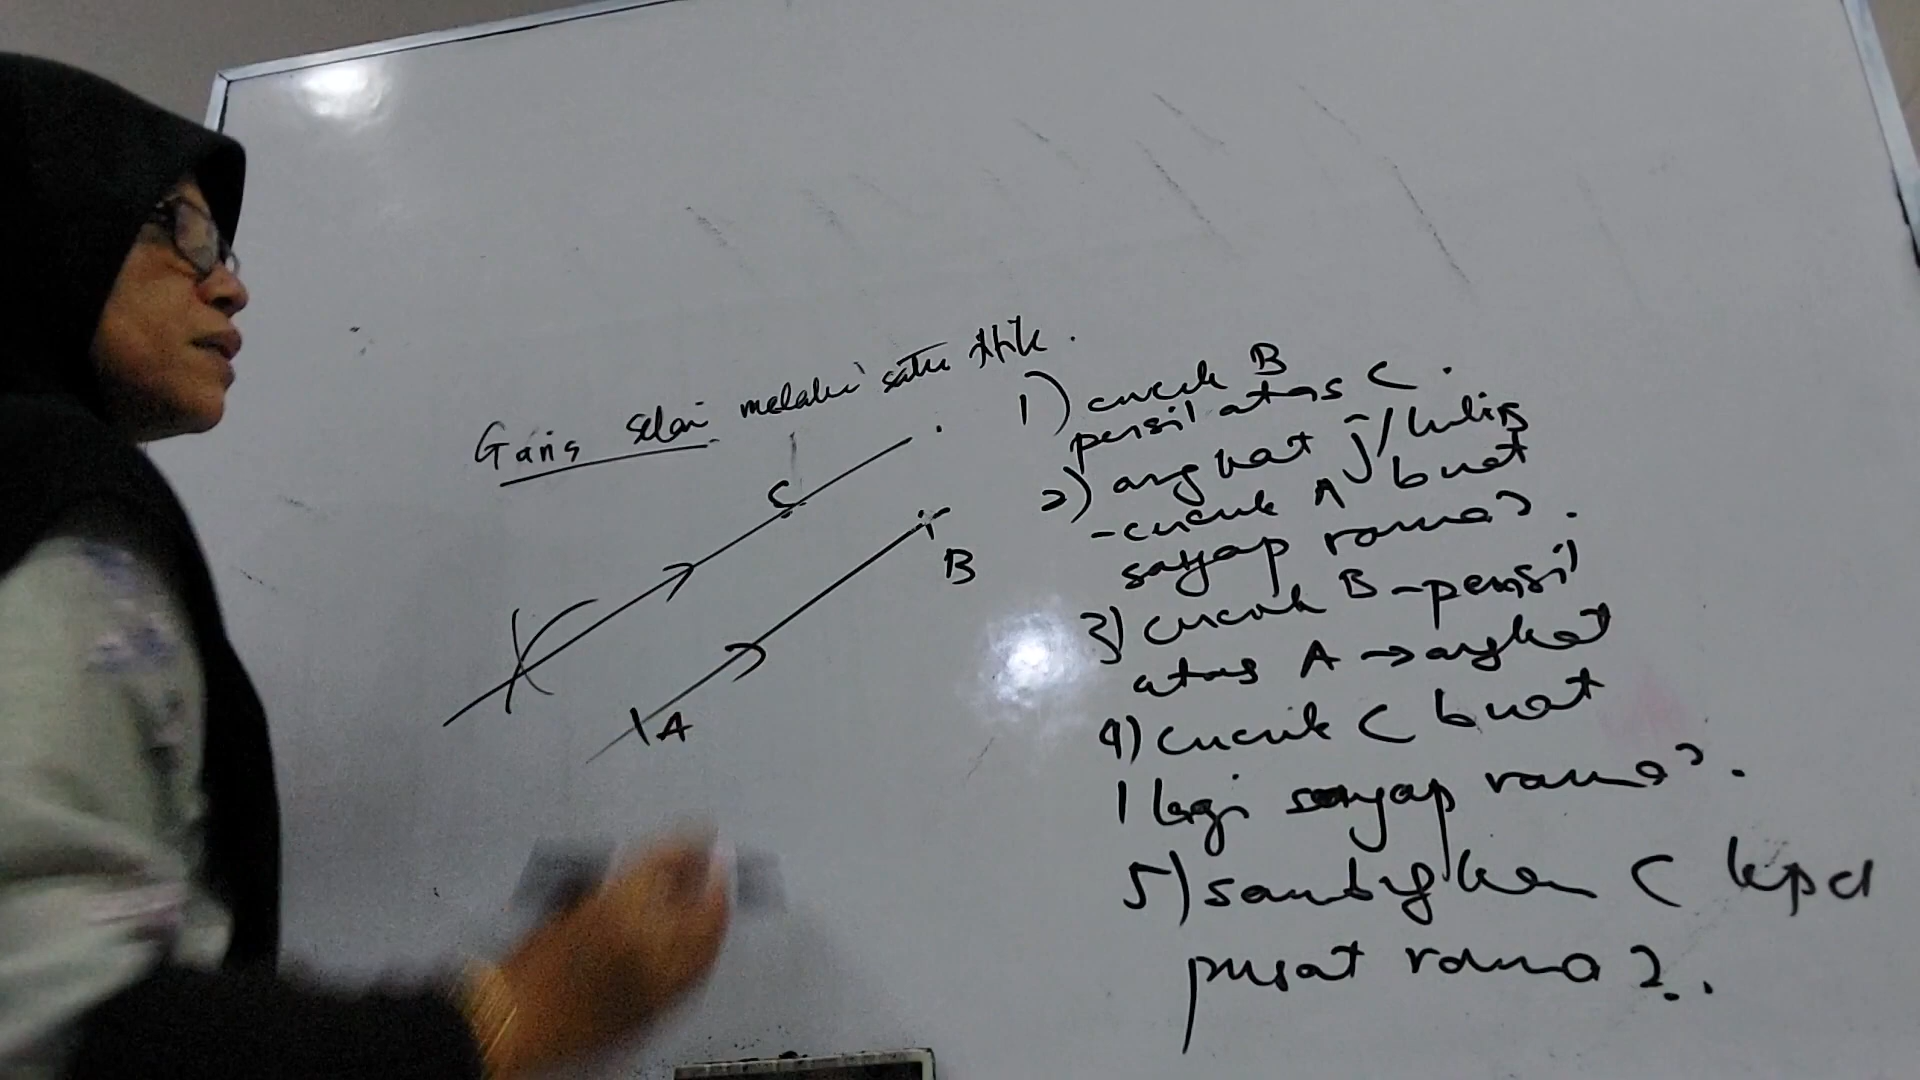 Garis Selari melalui satu titik.
C
B
A
1) cucuk B
pensil atas C.
2) angkat j/lukis
- cucuk A buat
sayap rama2.
3) cucuk B - pensil
atas A → angkat
4) cucuk C buat
1 lagi sayap rama2.
5) sambungkan C kpd
pusat rama2..